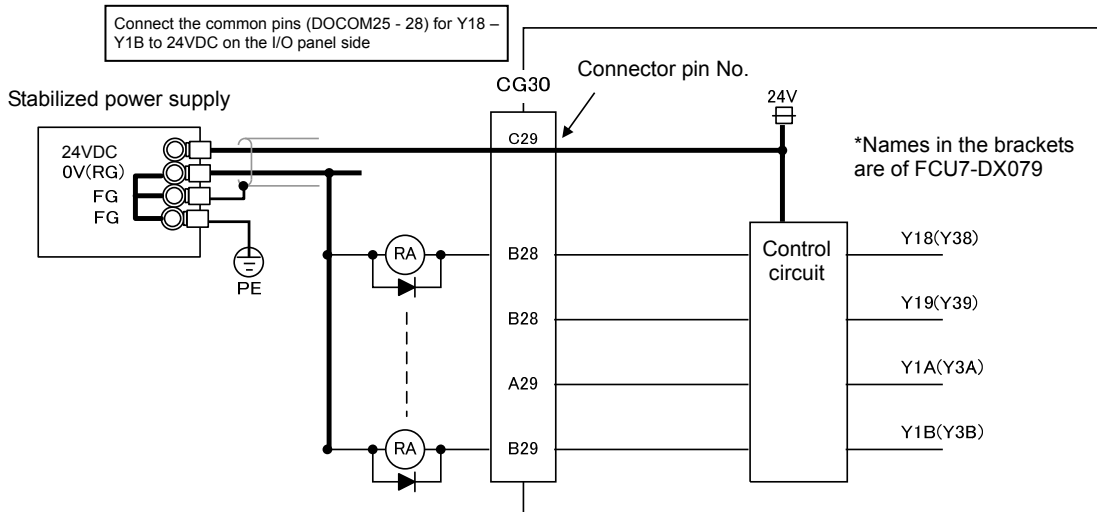 Connect the common pins (DOCOM25 - 28) for Y18 –
Y1B to 24VDC on the I/O panel side
Stabilized power supply
24VDC
0V(RG)
FG
FG
PE
CG30
Connector pin No.
C29
24V
*Names in the brackets
are of FCU7-DX079
RA
B28
Control
circuit
Y18(Y38)
B28
Y19(Y39)
A29
Y1A(Y3A)
RA
B29
Y1B(Y3B)